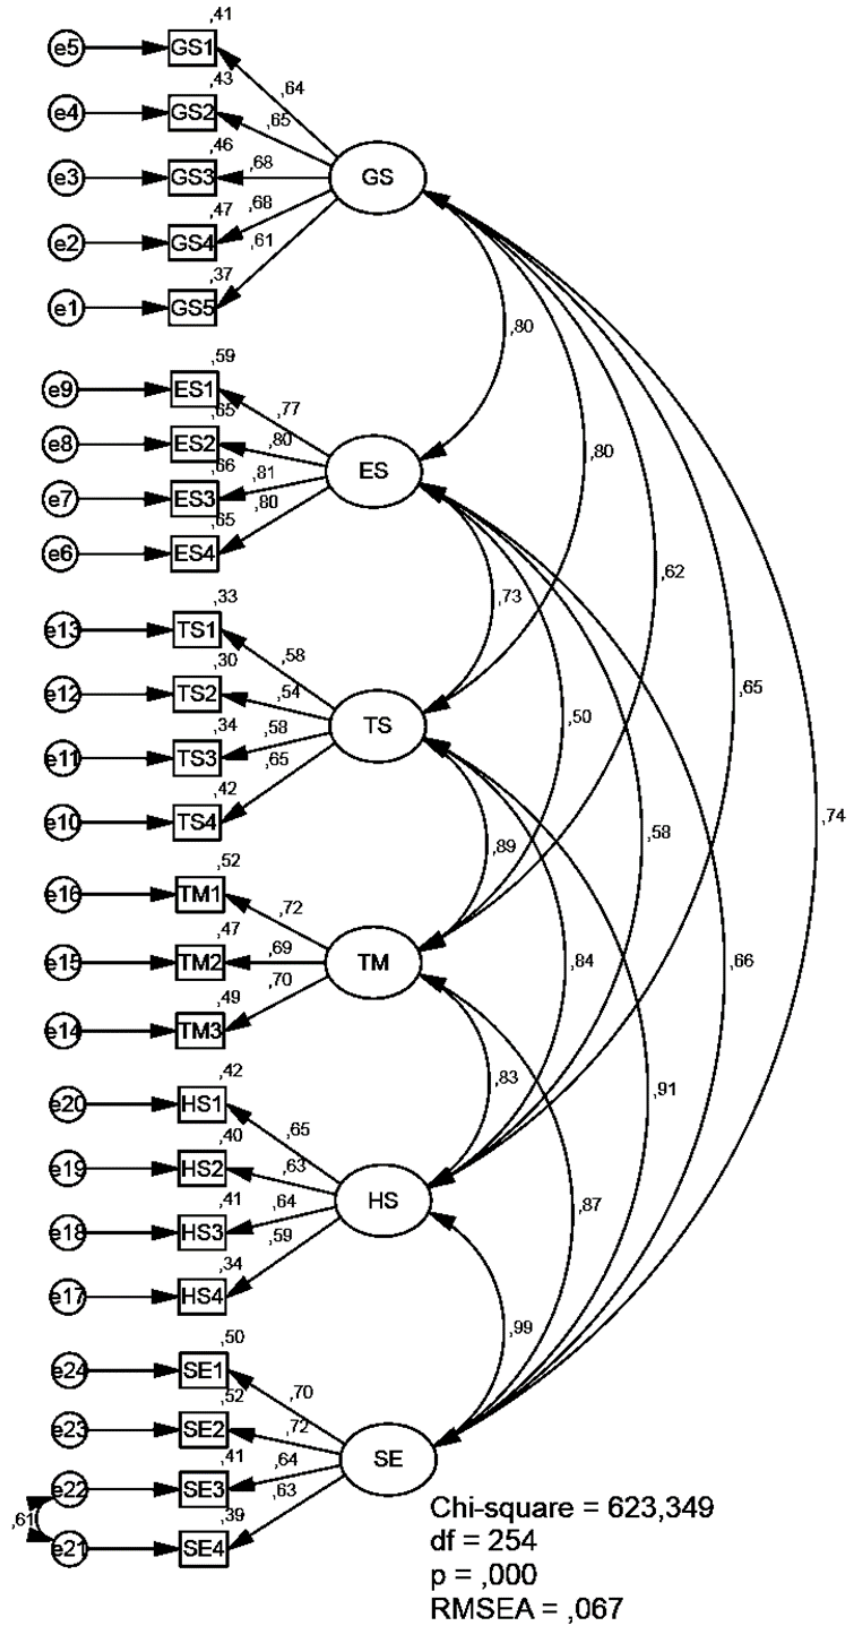 ,41
e5 GS1
,64
,43
e4 GS2
,65
,46
e3 GS3 ,68 GS
,47
e2 GS4 ,68
,61
,37
e1 GS5
,80
,59
e9 ES1
,77
,65
e8 ES2 ,80
,66
ES
e7 ES3 ,81
,80
,65
e6 ES4
,80
,62
,73
,33
e13 TS1
,58
,30
e12 TS2 ,54
,65
,50
,34
TS
e11 TS3 ,58
,65
,42
e10 TS4
,74
,58
,89
,52
e16 TM1
,72
,47
e15 TM2 ,69 TM
,84
,66
,70
,49
e14 TM3
,83
,91
,42
e20 HS1
,65
,40
e19 HS2 ,63
,41
HS
,64
,87
e18 HS3
,59
,34
e17 HS4
,99
,50
e24 SE1
,70
,52
e23 SE2 ,72
,41
SE
,64
e22 SE3
,63
,61
,39
e21 SE4
Chi-square = 623,349
df = 254
p = ,000
RMSEA = ,067